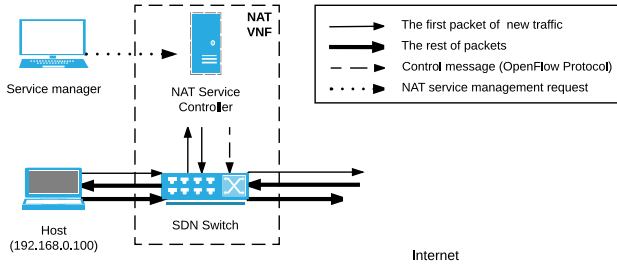 NAT
VNF
Service manager
NAT Service
Controller
Host
(192.168.0.100)
SDN Switch
Internet
The first packet of new traffic
The rest of packets
Control message (OpenFlow Protocol)
NAT service management request